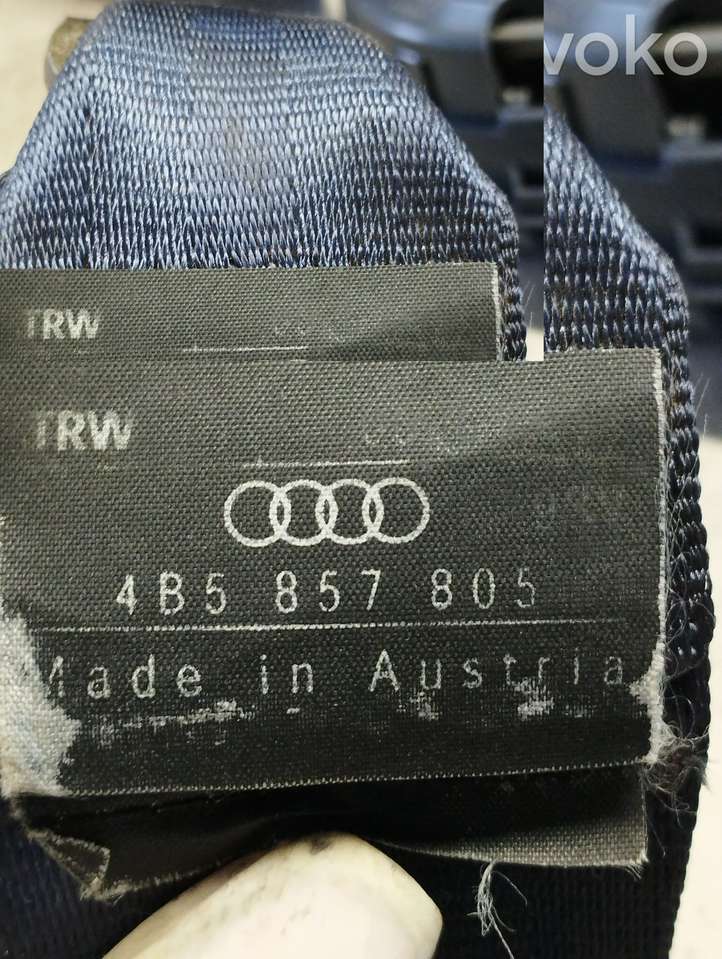 voko
TRW
TRW
4B5 857 805
Made in Austria